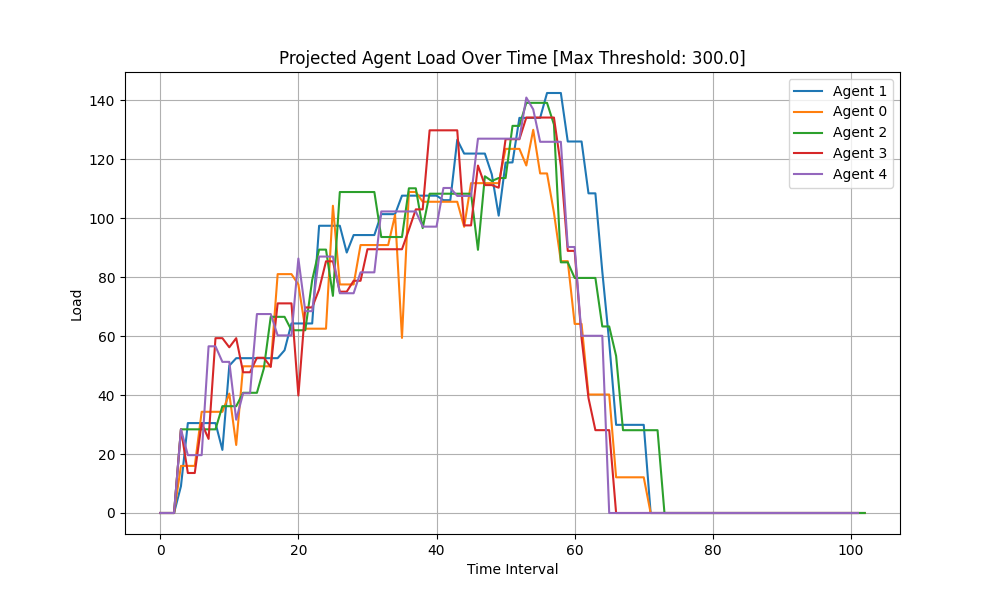 Projected Agent Load Over Time [Max Threshold: 300.0]
Agent 1
Agent 0
Agent 2
Agent 3
Agent 4
Load
140
120
100
80
60
40
20
0
0 20 40 60 80 100
Time Interval